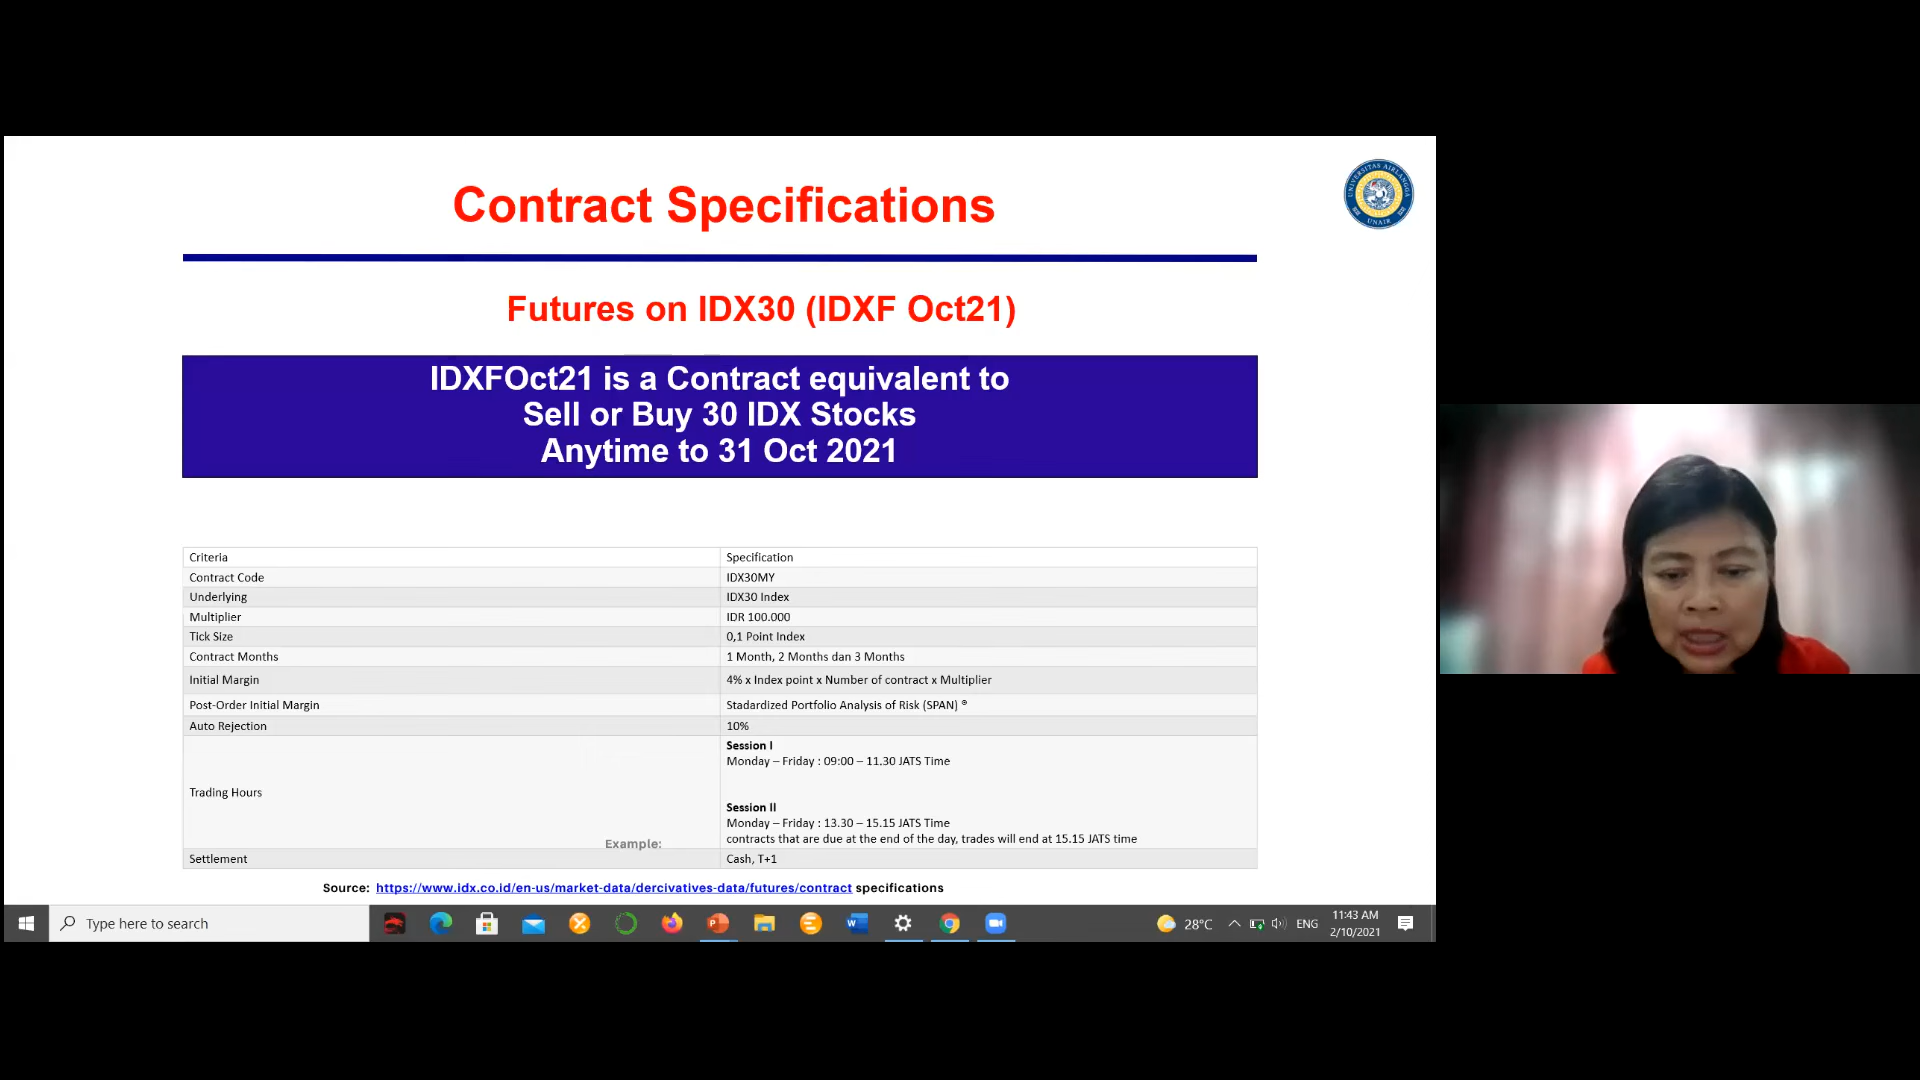 Contract Specifications
UNIVERSITAS AIRLANGGA
UNAIR
Futures on IDX30 (IDXF Oct21)
IDXFOct21 is a Contract equivalent to
Sell or Buy 30 IDX Stocks
Anytime to 31 Oct 2021
Criteria Specification
Contract Code IDX30MY
Underlying IDX30 Index
Multiplier IDR 100.000
Tick Size 0,1 Point Index
Contract Months 1 Month, 2 Months dan 3 Months
Initial Margin 4% x Index point x Number of contract x Multiplier
Post-Order Initial Margin Stadardized Portfolio Analysis of Risk (SPAN) ®
Auto Rejection 10%
Trading Hours
Session I
Monday – Friday : 09:00 – 11.30 JATS Time
Session II
Monday – Friday : 13.30 – 15.15 JATS Time
contracts that are due at the end of the day, trades will end at 15.15 JATS time
Example:
Settlement Cash, T+1
Source: https://www.idx.co.id/en-us/market-data/dercivatives-data/futures/contract specifications
Type here to search
28°C
ENG
11:43 AM
2/10/2021